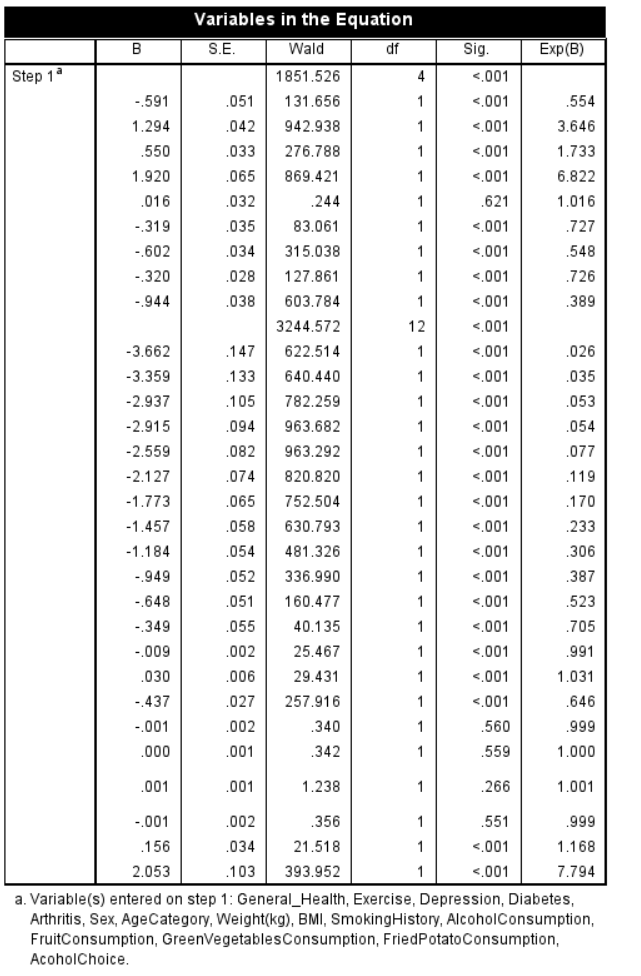 Variables in the Equation
B S.E. Wald df Sig. Exp(B)
Step 1a 1851.526 4 <.001
-.591 .051 131.656 1 <.001 .554
1.294 .042 942.938 1 <.001 3.646
.550 .033 276.788 1 <.001 1.733
1.920 .065 869.421 1 <.001 6.822
.016 .032 .244 1 .621 1.016
-.319 .035 83.061 1 <.001 .727
-.602 .034 315.038 1 <.001 .548
-.320 .028 127.861 1 <.001 .726
-.944 .038 603.784 1 <.001 .389
3244.572 12 <.001
-3.662 .147 622.514 1 <.001 .026
-3.359 .133 640.440 1 <.001 .035
-2.937 .105 782.259 1 <.001 .053
-2.915 .094 963.682 1 <.001 .054
-2.559 .082 963.292 1 <.001 .077
-2.127 .074 820.820 1 <.001 .119
-1.773 .065 752.504 1 <.001 .170
-1.457 .058 630.793 1 <.001 .233
-1.184 .054 481.326 1 <.001 .306
-.949 .052 336.990 1 <.001 .387
-.648 .051 160.477 1 <.001 .523
-.349 .055 40.135 1 <.001 .705
-.009 .002 25.467 1 <.001 .991
.030 .006 29.431 1 <.001 1.031
-.437 .027 257.916 1 <.001 .646
-.001 .002 .340 1 .560 .999
.000 .001 .342 1 .559 1.000
.001 .001 1.238 1 .266 1.001
-.001 .002 .356 1 .551 .999
.156 .034 21.518 1 <.001 1.168
2.053 .103 393.952 1 <.001 7.794
a. Variable(s) entered on step 1: General_Health, Exercise, Depression, Diabetes,
Arthritis, Sex, AgeCategory, Weight(kg), BMI, SmokingHistory, AlcoholConsumption,
FruitConsumption, GreenVegetablesConsumption, FriedPotatoConsumption,
AcoholChoice.